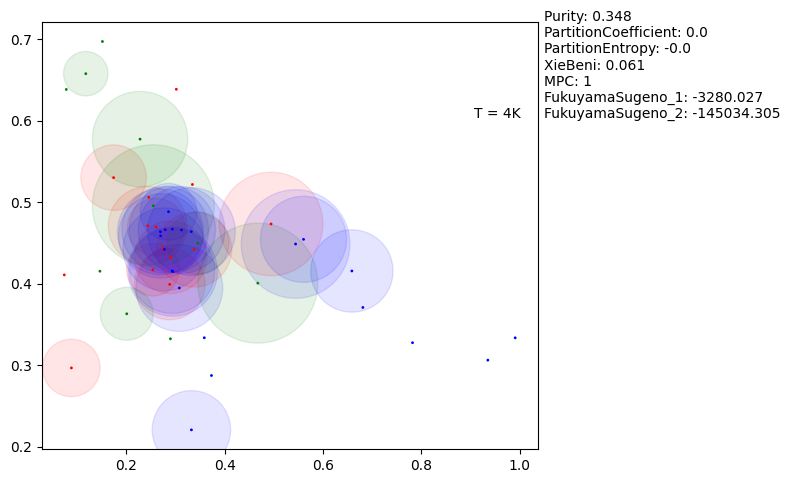 Purity: 0.348
PartitionCoefficient: 0.0
PartitionEntropy: -0.0
XieBeni: 0.061
MPC: 1
FukuyamaSugeno_1: -3280.027
FukuyamaSugeno_2: -145034.305
T = 4K
0.7
0.6
0.5
0.4
0.3
0.2
0.2
0.4
0.6
0.8
1.0